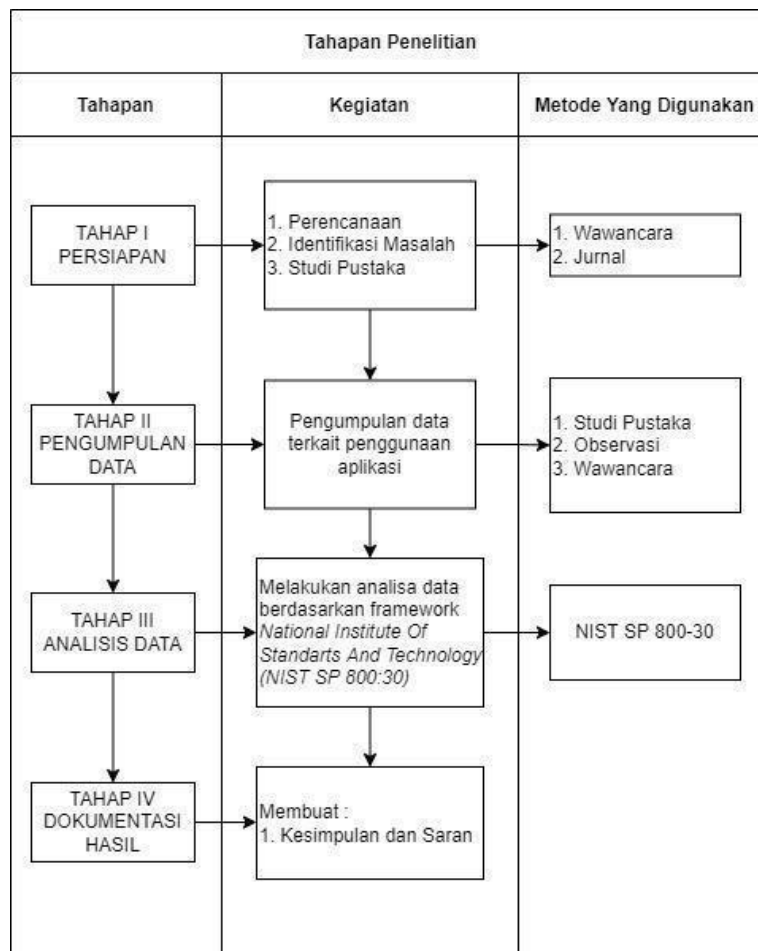 Tahapan Penelitian
Tahapan
Kegiatan
Metode Yang Digunakan
TAHAP I
PERSIAPAN
1. Perencanaan
2. Identifikasi Masalah
3. Studi Pustaka
1. Wawancara
2. Jurnal
TAHAP II
PENGUMPULAN
DATA
Pengumpulan data
terkait penggunaan
aplikasi
1. Studi Pustaka
2. Observasi
3. Wawancara
TAHAP III
ANALISIS DATA
Melakukan analisa data
berdasarkan framework
National Institute Of
Standarts And Technology
(NIST SP 800:30)
NIST SP 800-30
TAHAP IV
DOKUMENTASI
HASIL
Membuat :
1. Kesimpulan dan Saran